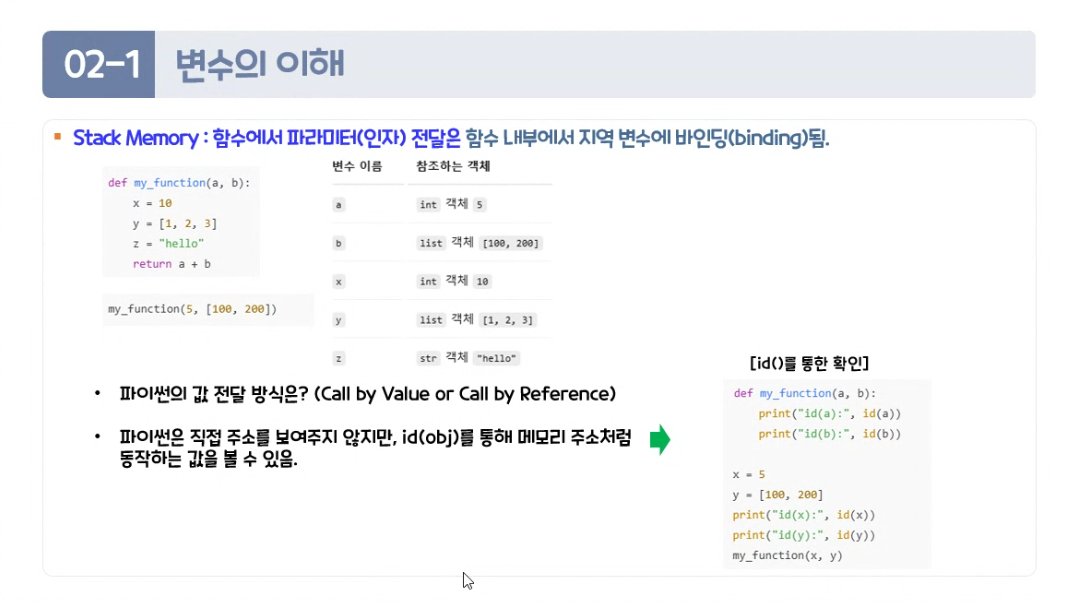 02-1 변수의 이해
Stack Memory : 함수에서 파라미터(인자) 전달은 함수 내부에서 지역 변수에 바인딩(binding)됨.
def my_function(a, b):
x = 10
y = [1, 2, 3]
z = "hello"
return a + b
my_function(5, [100, 200])
변수 이름 참조하는 객체
a int 객체 5
b list 객체 [100, 200]
x int 객체 10
y list 객체 [1, 2, 3]
z str 객체 "hello"
• 파이썬의 값 전달 방식은? (Call by Value or Call by Reference)
• 파이썬은 직접 주소를 보여주지 않지만, id(obj)를 통해 메모리 주소처럼
동작하는 값을 볼 수 있음.
[id()를 통한 확인]
def my_function(a, b):
print("id(a):", id(a))
print("id(b):", id(b))
x = 5
y = [100, 200]
print("id(x):", id(x))
print("id(y):", id(y))
my_function(x, y)